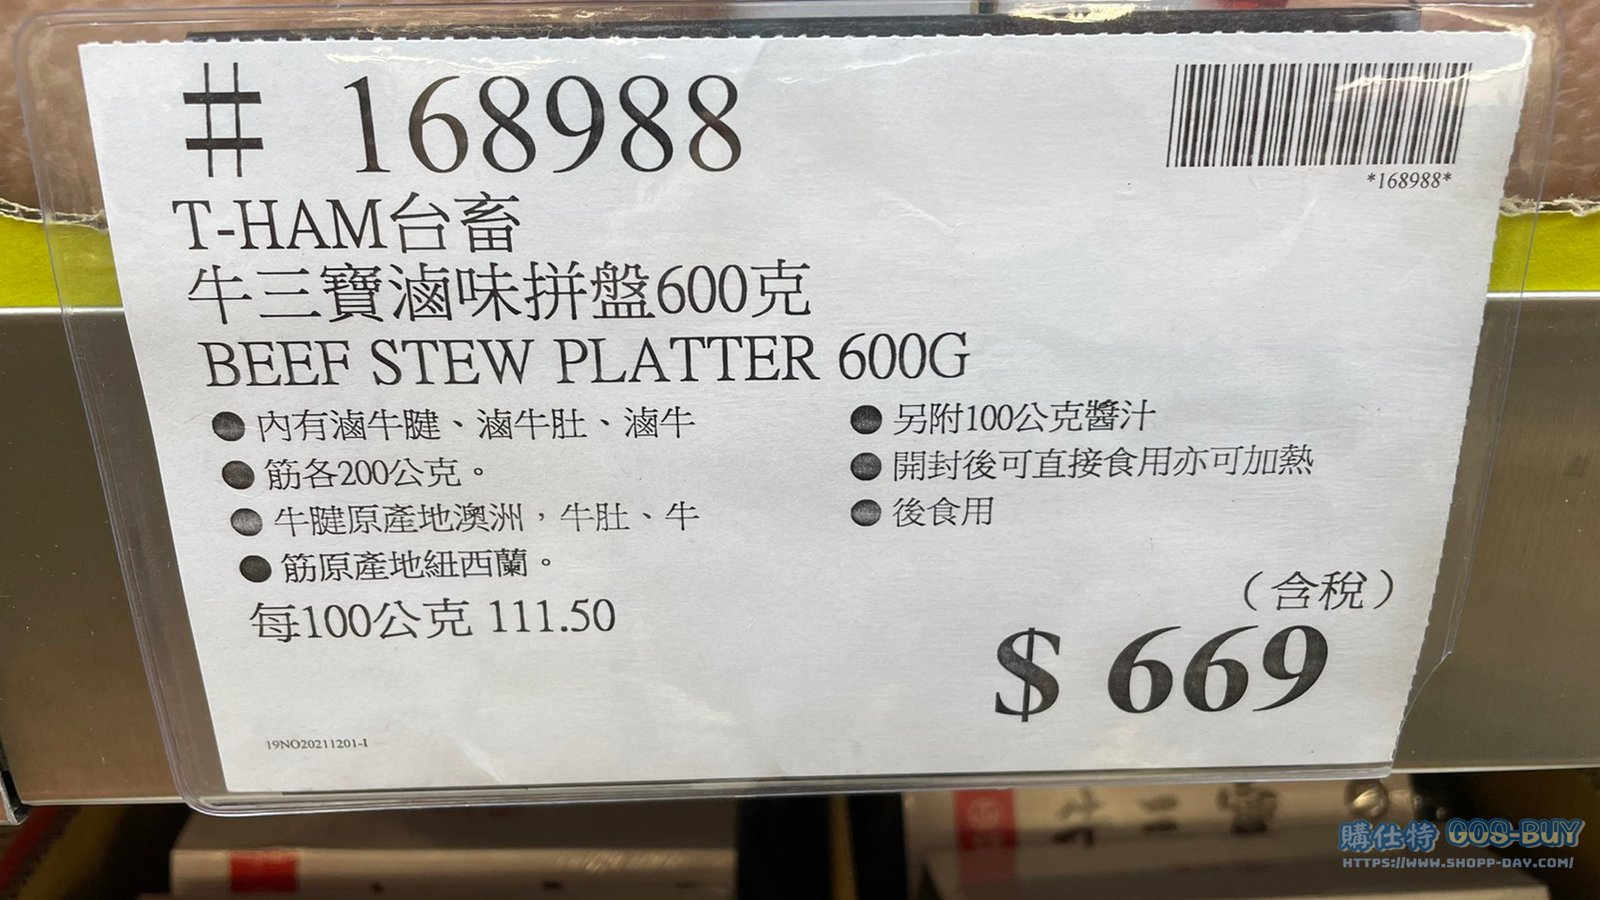 # 168988
*168988*
T-HAM台畜
牛三寶滷味拼盤600克
BEEF STEW PLATTER 600G
●內有滷牛腱、滷牛肚、滷牛
●筋各200公克。
●牛腱原產地澳洲，牛肚、牛
●筋原產地紐西蘭。
●另附100公克醬汁
●開封後可直接食用亦可加熱
●後食用
每100公克 111.50
（含稅）
$ 669
19NO20211201-I
牛三寶
購仕特 GOS-BUY
HTTPS://WWW.SHOPP-DAY.COM/